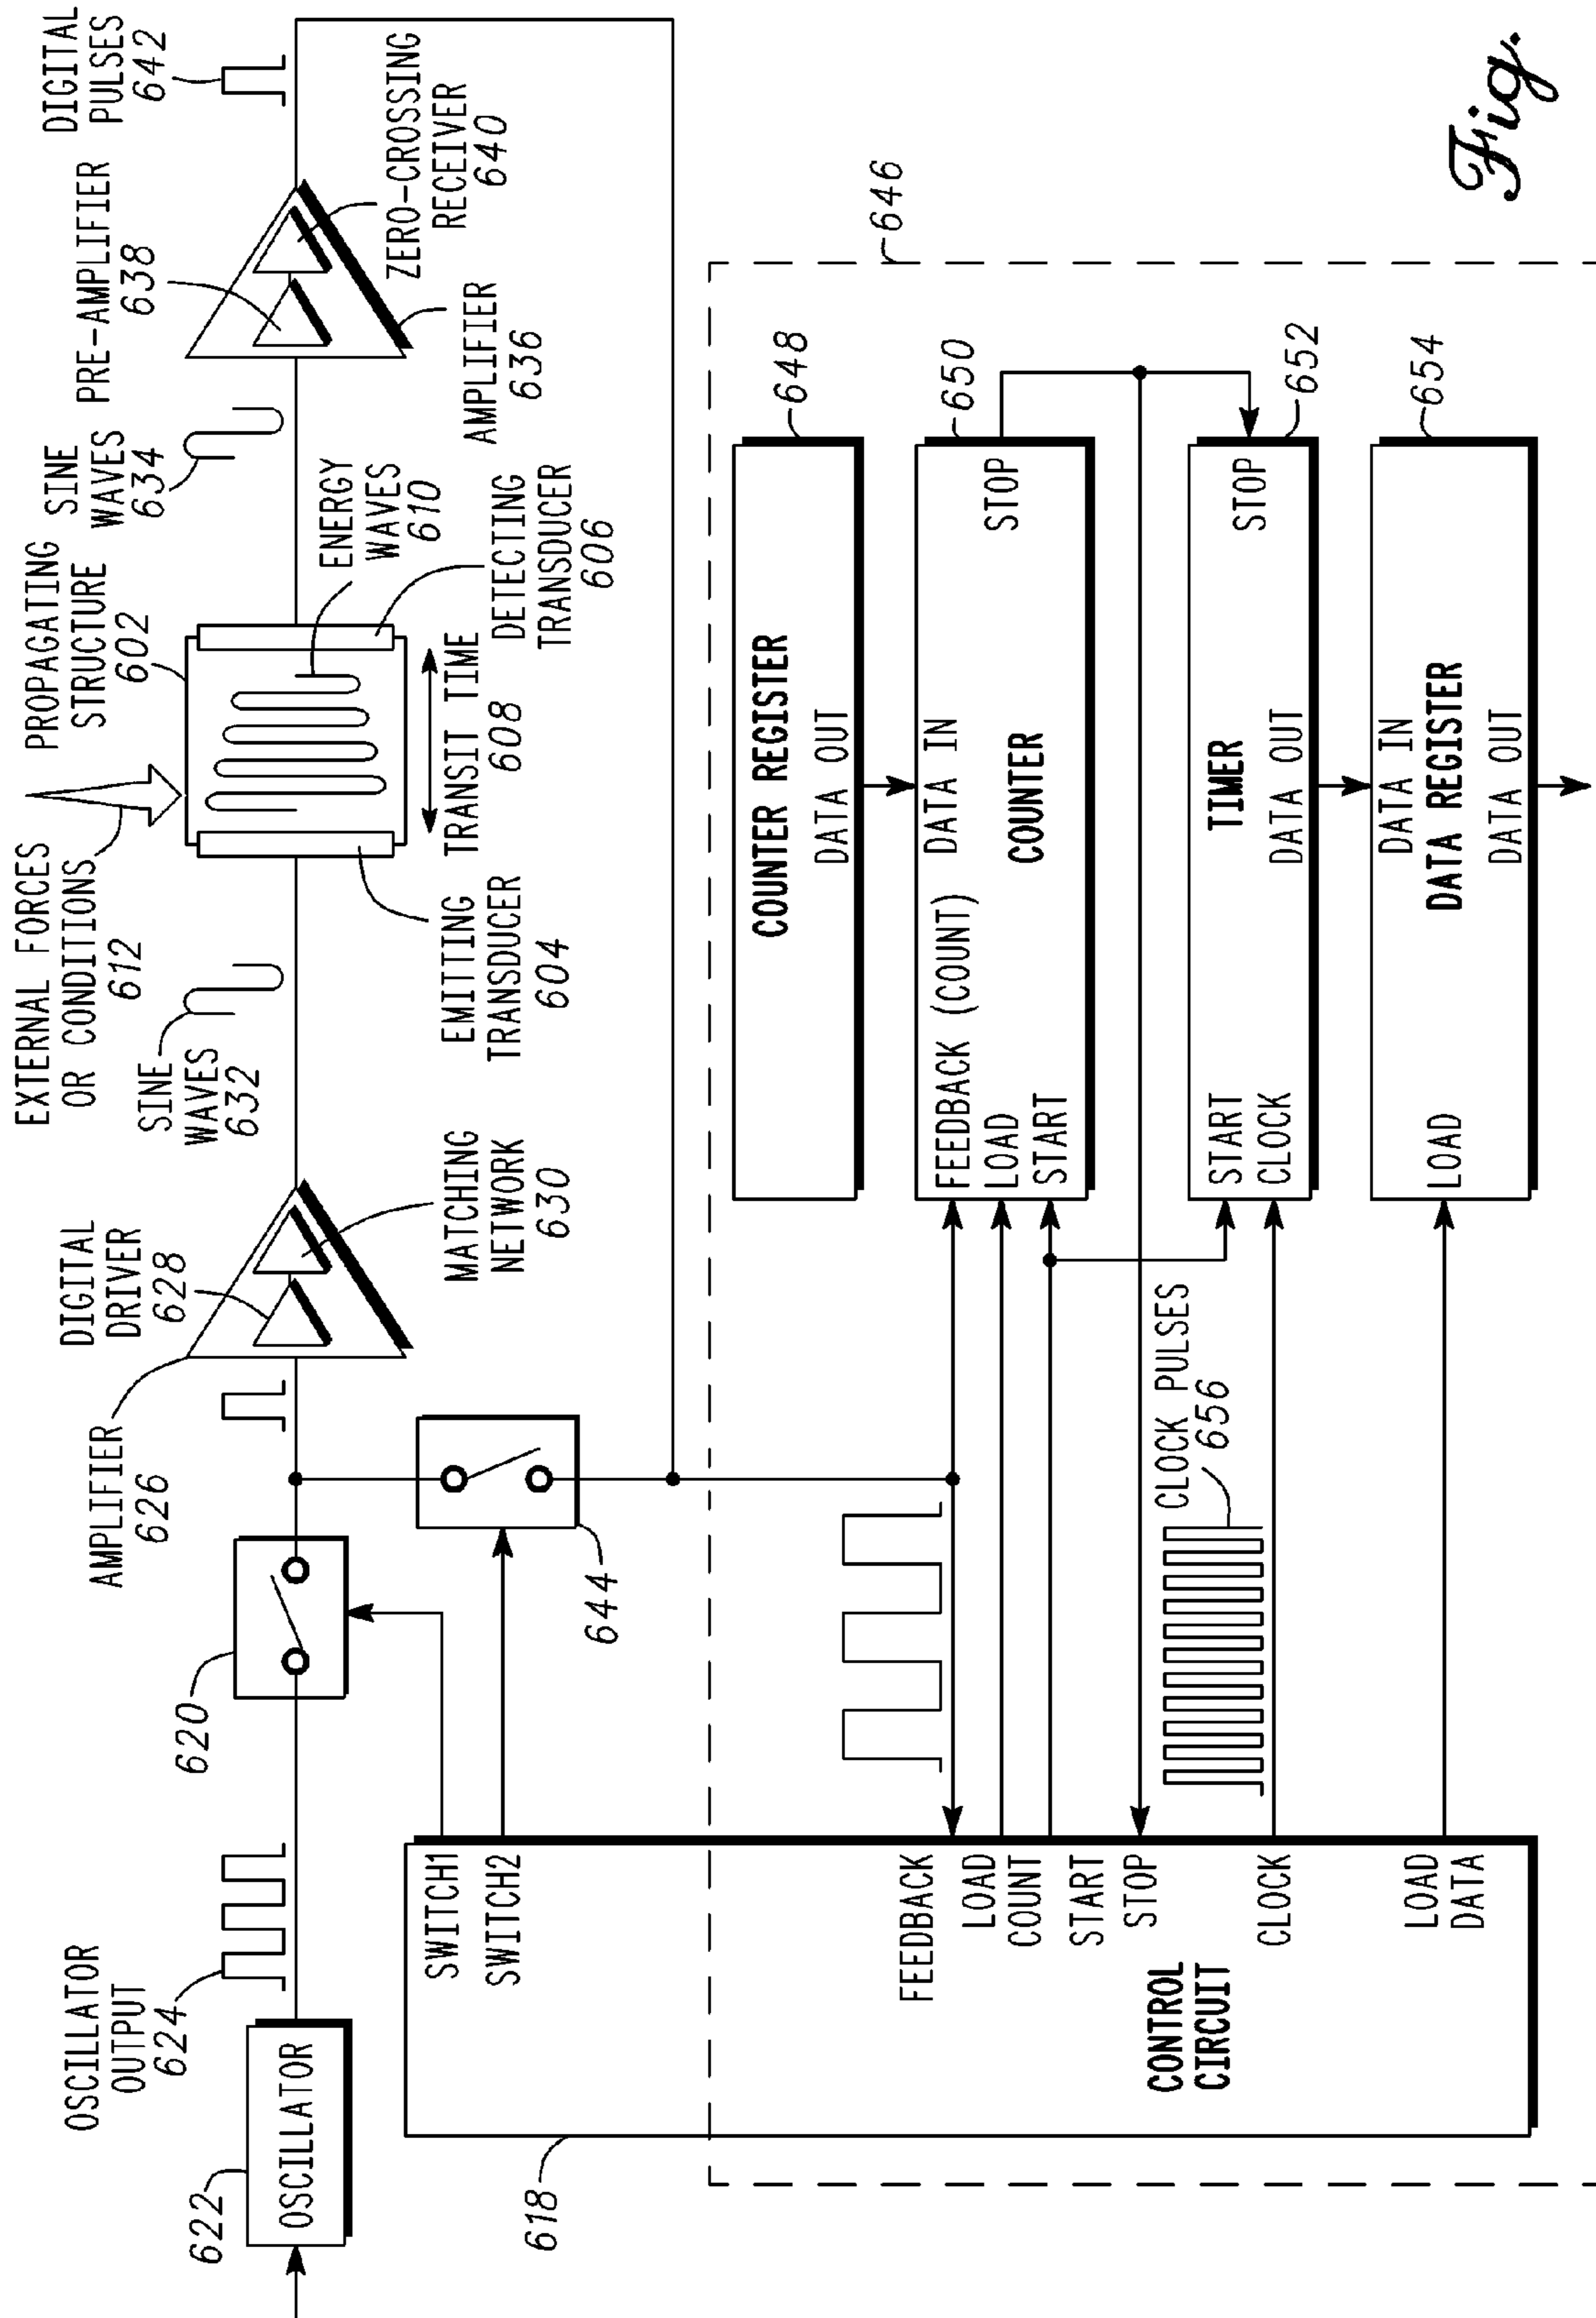 EXTERNAL FORCES
OR CONDITIONS
612
PROPAGATING
STRUCTURE
602
OSCILLATOR
OUTPUT
624
622
OSCILLATOR
620
AMPLIFIER
626
DIGITAL
DRIVER
628
MATCHING
NETWORK
630
SINE
WAVES
632
EMITTING
TRANSDUCER
604
TRANSIT TIME
608
ENERGY
WAVES
610
DETECTING
TRANSDUCER
606
SINE
WAVES
634
PRE-AMPLIFIER
638
AMPLIFIER
636
ZERO-CROSSING
RECEIVER
640
DIGITAL
PULSES
642
644
618
SWITCH1
SWITCH2
FEEDBACK
LOAD
COUNT
START
STOP
CLOCK
LOAD
DATA
CONTROL
CIRCUIT
CLOCK PULSES
656
646
COUNTER REGISTER
DATA OUT
648
FEEDBACK (COUNT)
DATA IN
LOAD
START
COUNTER
STOP
650
START
CLOCK
TIMER
DATA OUT
STOP
652
DATA IN
LOAD
DATA REGISTER
DATA OUT
654
Fig.